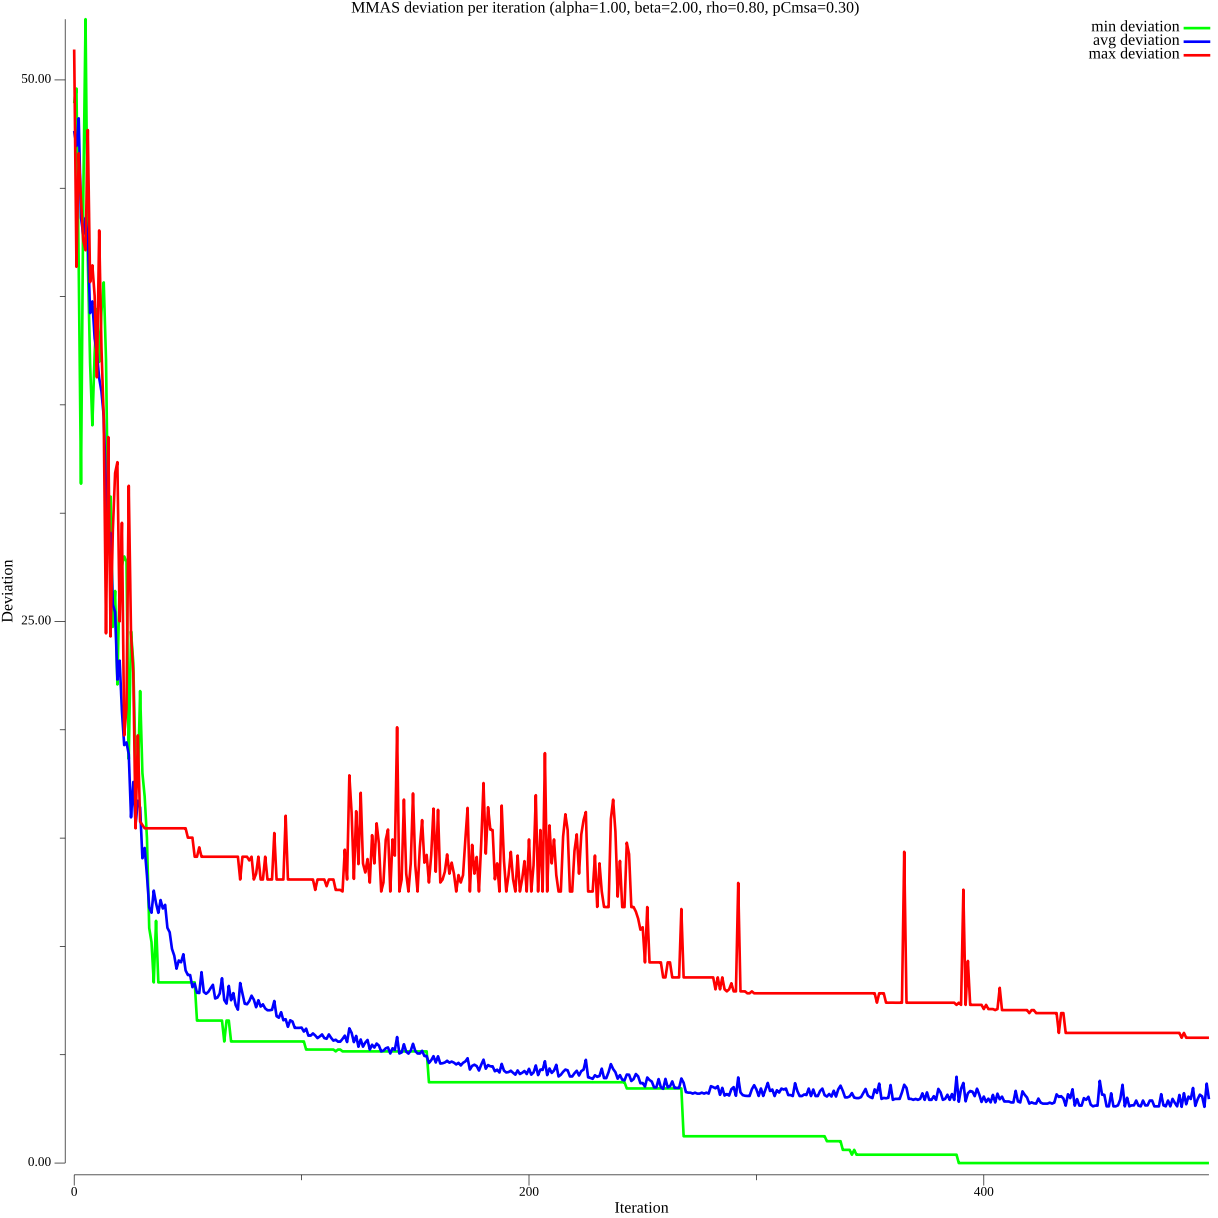 MMAS deviation per iteration (alpha=1.00, beta=2.00, rho=0.80, pCmsa=0.30)
min deviation
avg deviation
max deviation
50.00
25.00
0.00
Deviation
0
200
400
Iteration